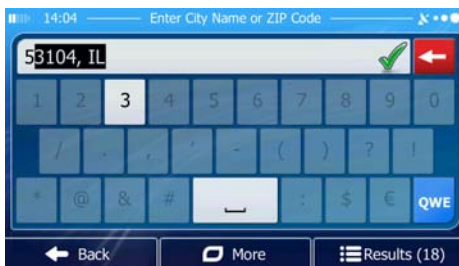 14:04 Enter City Name or ZIP Code
53104, IL
1 2 3 4 5 6 7 8 9 0
/ . , ' - ( ) ? !
* @ & # : $ € QWE
Back More Results (18)